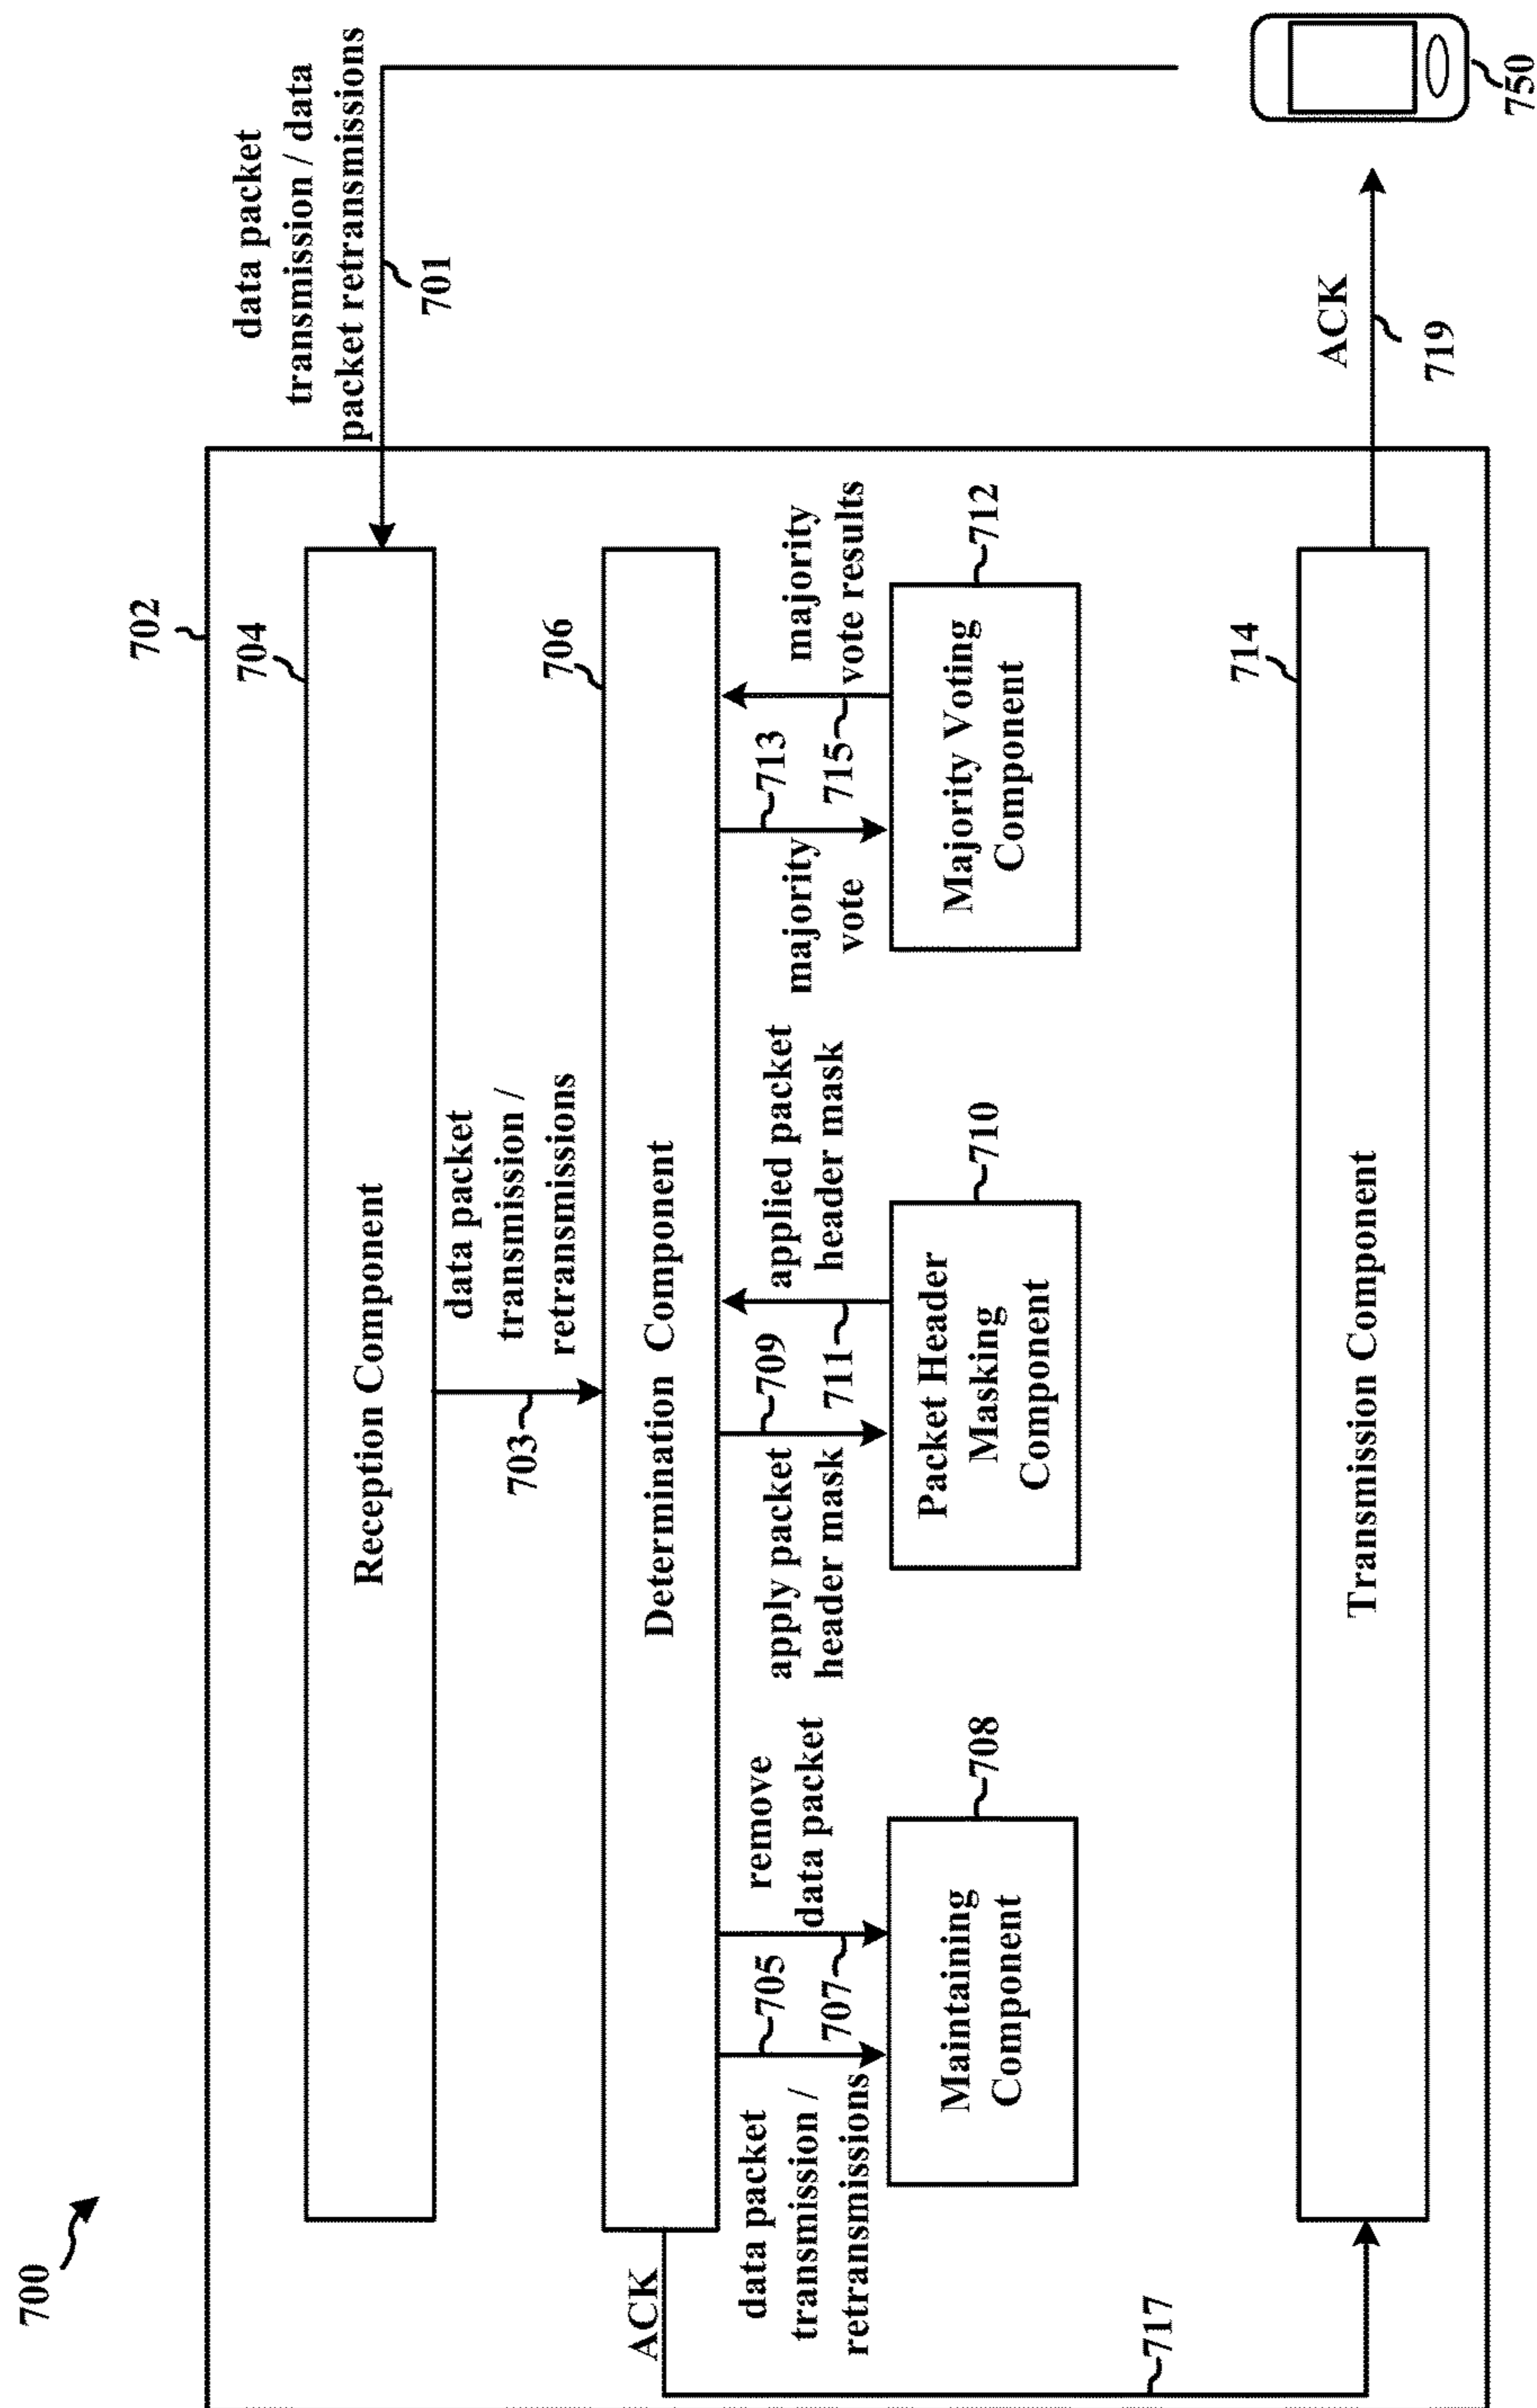 700
702
data packet
transmission / data
packet retransmissions
701
704
Reception Component
data packet
transmission /
retransmissions
703
706
Determination Component
ACK
data packet
transmission /
retransmissions
705
707
remove
data packet
apply packet
header mask
709
711
applied packet
header mask
majority
vote
713
715
majority
vote results
Maintaining
Component
708
Packet Header
Masking
Component
710
Majority Voting
Component
712
717
714
Transmission Component
ACK
719
750